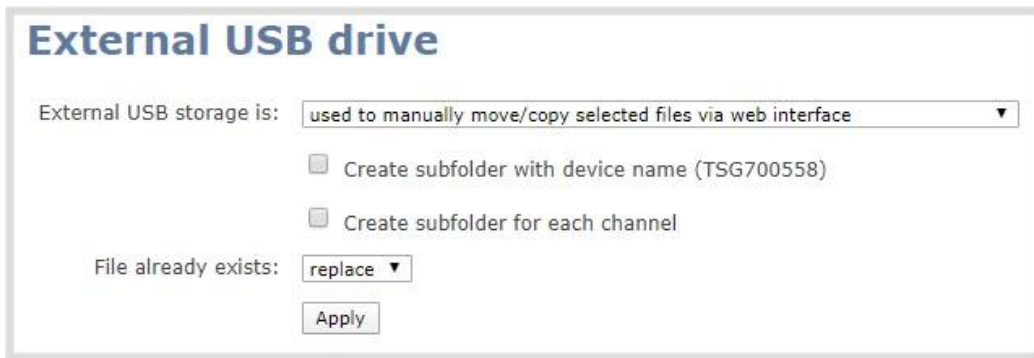 External USB drive
External USB storage is: used to manually move/copy selected files via web interface
Create subfolder with device name (TSG700558)
Create subfolder for each channel
File already exists: replace
Apply